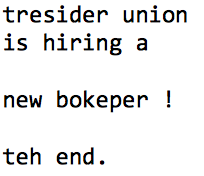 tresider union
is hiring a
new bokeper !
teh end.